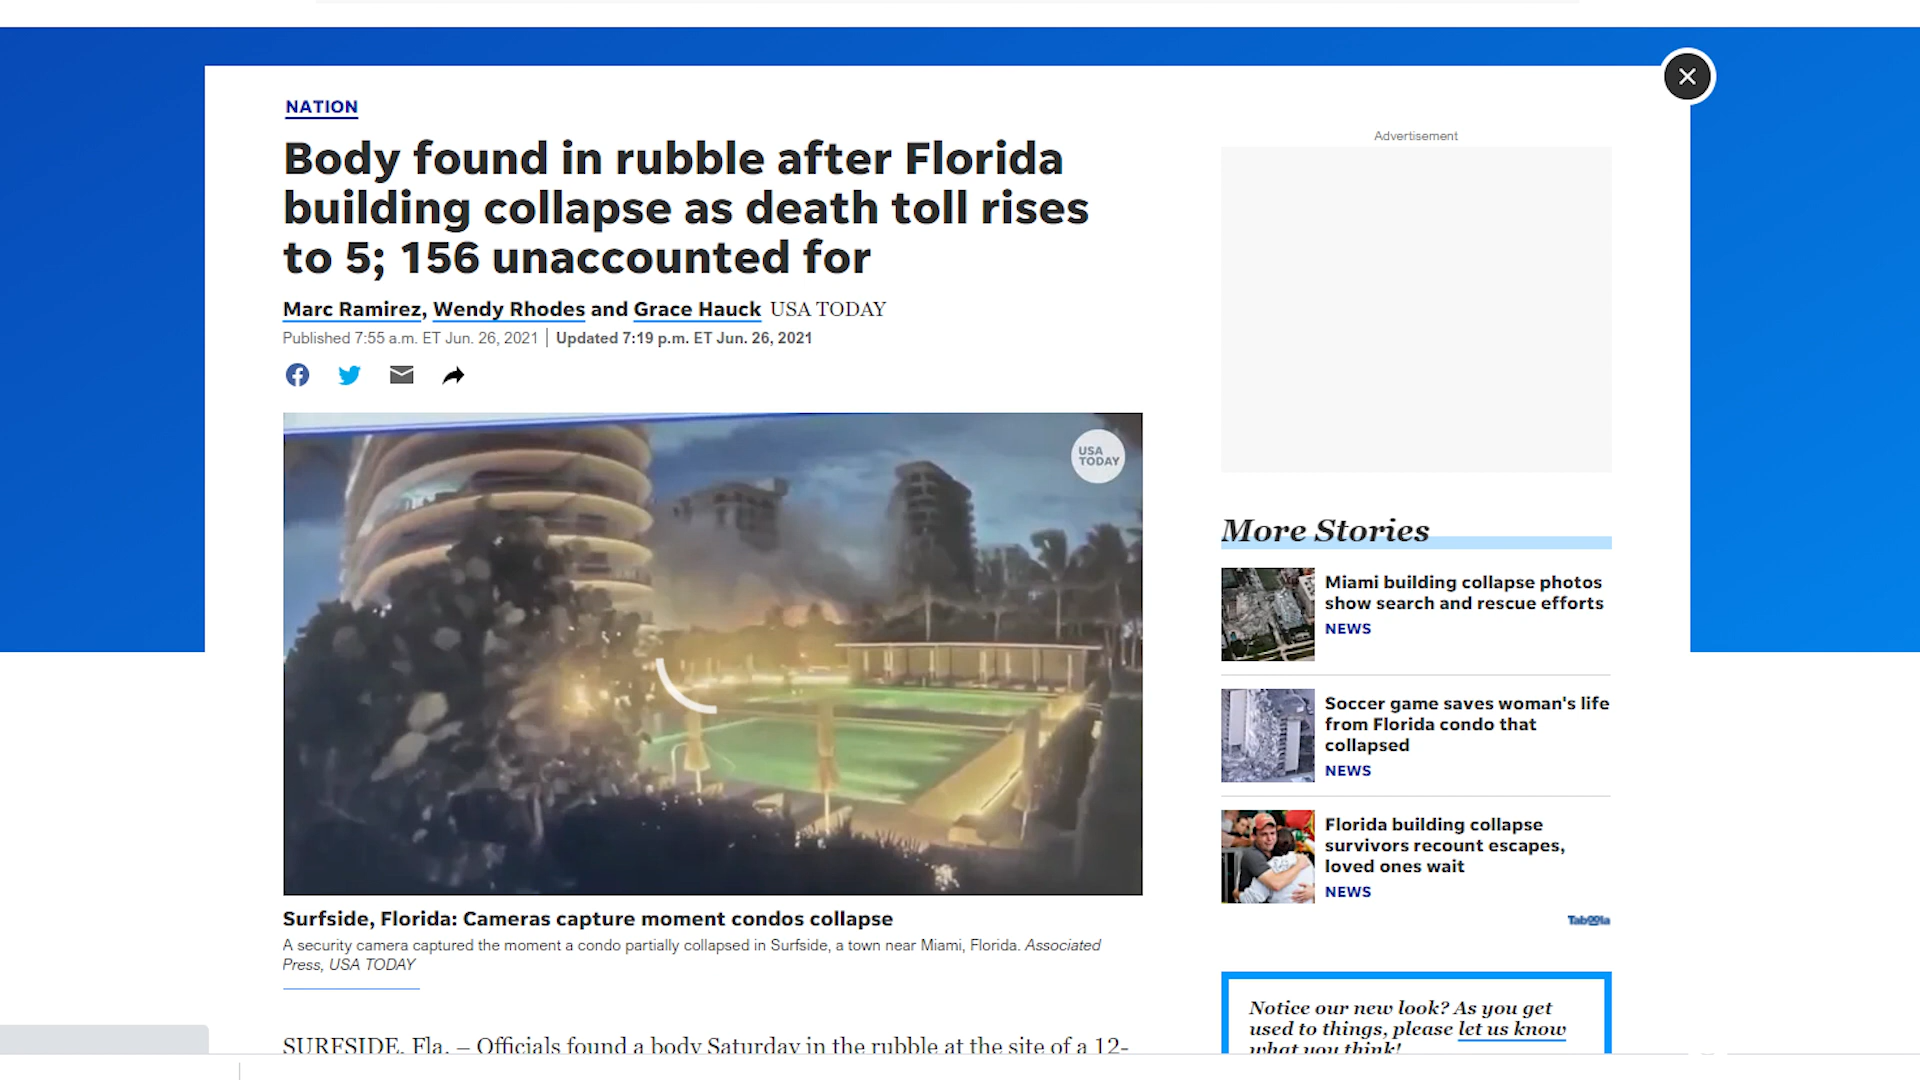 NATION
Body found in rubble after Florida
building collapse as death toll rises
to 5; 156 unaccounted for
Marc Ramirez, Wendy Rhodes and Grace Hauck USA TODAY
Published 7:55 a.m. ET Jun. 26, 2021 | Updated 7:19 p.m. ET Jun. 26, 2021
USA
TODAY
Surfside, Florida: Cameras capture moment condos collapse
A security camera captured the moment a condo partially collapsed in Surfside, a town near Miami, Florida. Associated
Press, USA TODAY
SURFSIDE, Fla. – Officials found a body Saturday in the rubble at the site of a 12-
Advertisement
More Stories
Miami building collapse photos
show search and rescue efforts
NEWS
Soccer game saves woman's life
from Florida condo that
collapsed
NEWS
Florida building collapse
survivors recount escapes,
loved ones wait
NEWS
Taboola
Notice our new look? As you get
used to things, please let us know
what you think!